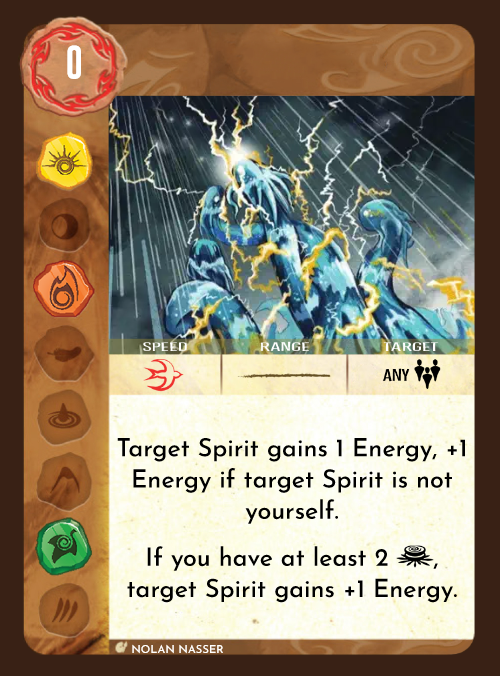 0
SPEED RANGE TARGET
ANY
Target Spirit gains 1 Energy, +1
Energy if target Spirit is not
yourself.
If you have at least 2 ,
target Spirit gains +1 Energy.
NOLAN NASSER